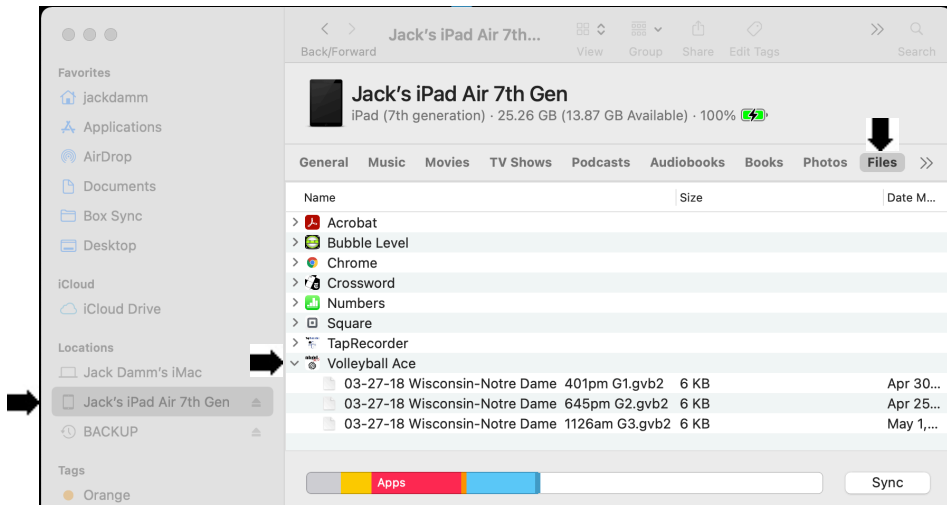 Jack's iPad Air 7th...
Back/Forward View Group Share Edit Tags Search
Favorites
jackdamm
Applications
AirDrop
Documents
Box Sync
Desktop
iCloud
iCloud Drive
Locations
Jack Damm's iMac
Jack's iPad Air 7th Gen
BACKUP
Tags
Orange
Jack's iPad Air 7th Gen
iPad (7th generation) · 25.26 GB (13.87 GB Available) · 100%
General Music Movies TV Shows Podcasts Audiobooks Books Photos Files
Name Size Date M...
Acrobat
Bubble Level
Chrome
Crossword
Numbers
Square
TapRecorder
Volleyball Ace
03-27-18 Wisconsin-Notre Dame 401pm G1.gvb2 6 KB Apr 30...
03-27-18 Wisconsin-Notre Dame 645pm G2.gvb2 6 KB Apr 25...
03-27-18 Wisconsin-Notre Dame 1126am G3.gvb2 6 KB May 1,...
Apps Sync